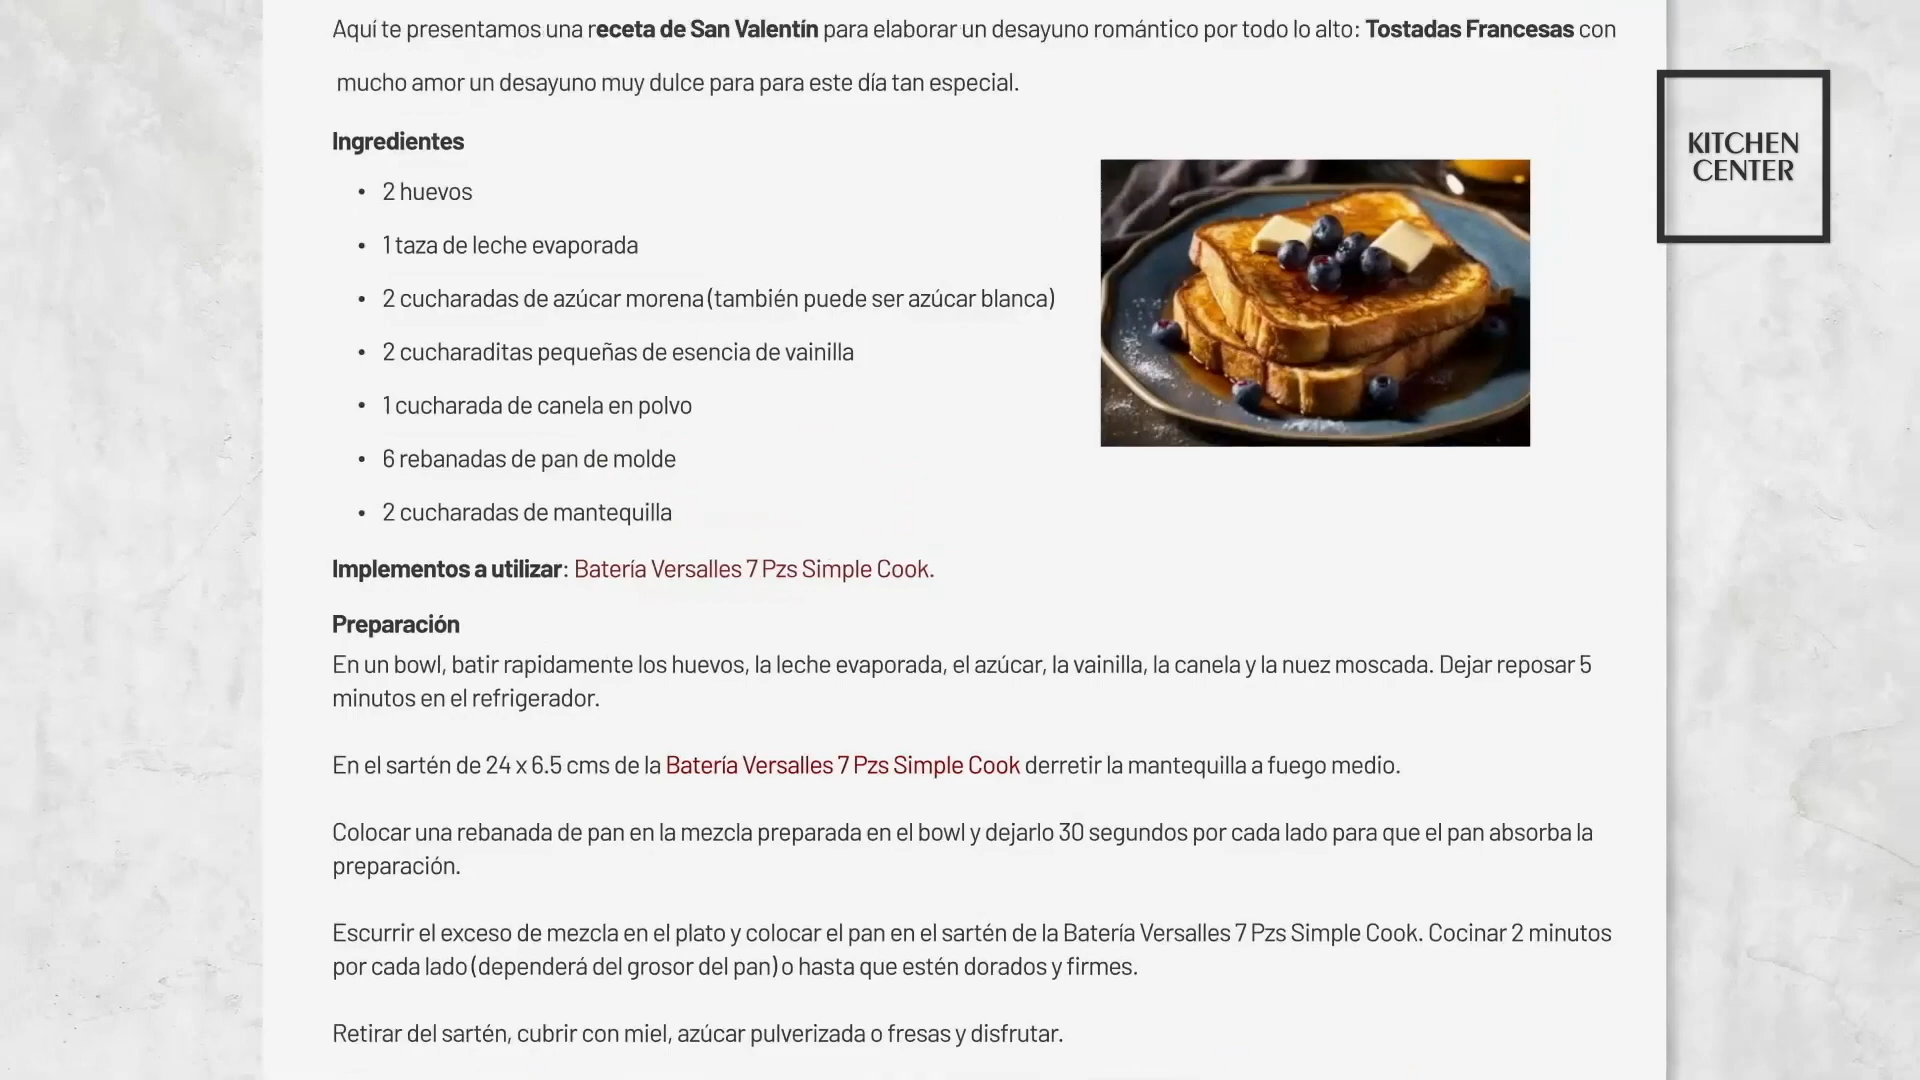 Aquí te presentamos una receta de San Valentín para elaborar un desayuno romántico por todo lo alto: Tostadas Francesas con
mucho amor un desayuno muy dulce para para este día tan especial.
KITCHEN
CENTER
Ingredientes
• 2 huevos
• 1 taza de leche evaporada
• 2 cucharadas de azúcar morena (también puede ser azúcar blanca)
• 2 cucharaditas pequeñas de esencia de vainilla
• 1 cucharada de canela en polvo
• 6 rebanadas de pan de molde
• 2 cucharadas de mantequilla
Implementos a utilizar: Batería Versalles 7 Pzs Simple Cook.
Preparación
En un bowl, batir rapidamente los huevos, la leche evaporada, el azúcar, la vainilla, la canela y la nuez moscada. Dejar reposar 5
minutos en el refrigerador.
En el sartén de 24 x 6.5 cms de la Batería Versalles 7 Pzs Simple Cook derretir la mantequilla a fuego medio.
Colocar una rebanada de pan en la mezcla preparada en el bowl y dejarlo 30 segundos por cada lado para que el pan absorba la
preparación.
Escurrir el exceso de mezcla en el plato y colocar el pan en el sartén de la Batería Versalles 7 Pzs Simple Cook. Cocinar 2 minutos
por cada lado (dependerá del grosor del pan) o hasta que estén dorados y firmes.
Retirar del sartén, cubrir con miel, azúcar pulverizada o fresas y disfrutar.